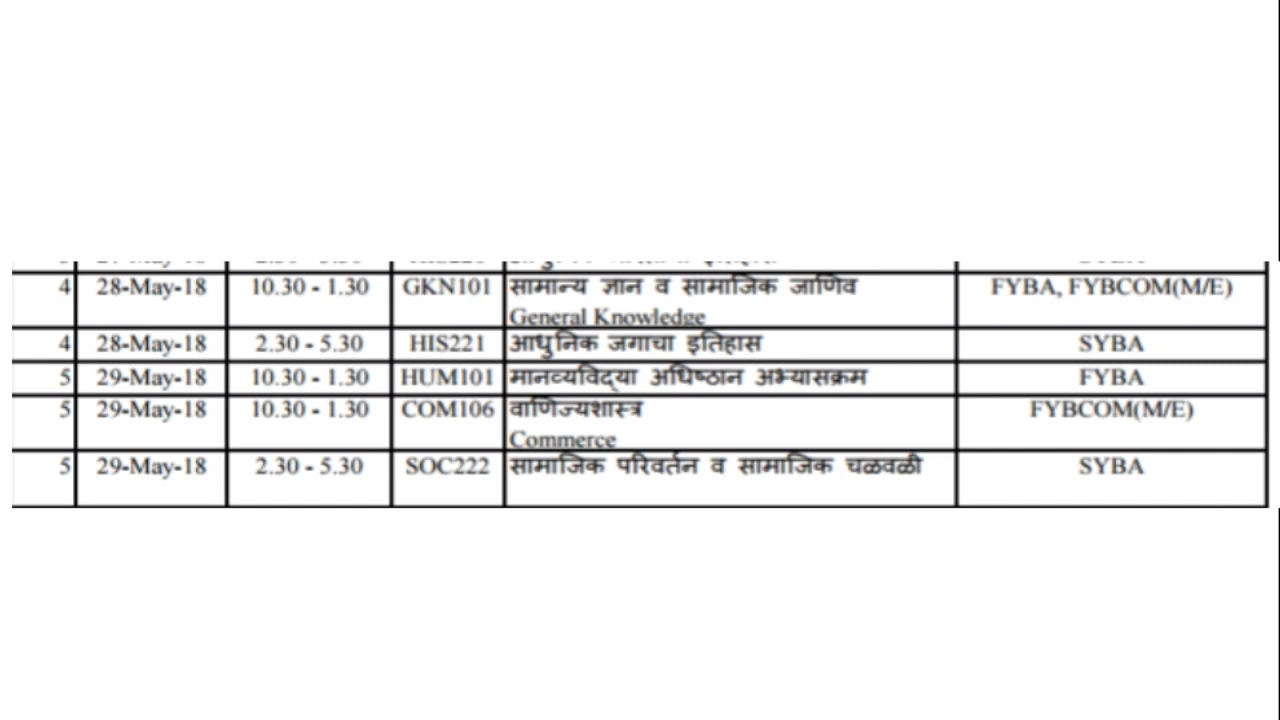 4 28-May-18 10.30 - 1.30 GKN101 सामान्य ज्ञान व सामाजिक जाणिव FYBA, FYBCOM(M/E)
General Knowledge
4 28-May-18 2.30 - 5.30 HIS221 आधुनिक जगाचा इतिहास SYBA
5 29-May-18 10.30 - 1.30 HUM101 मानव्यविद्या अधिष्ठान अभ्यासक्रम FYBA
5 29-May-18 10.30 - 1.30 COM106 वाणिज्यशास्त्र FYBCOM(M/E)
Commerce
5 29-May-18 2.30 - 5.30 SOC222 सामाजिक परिवर्तन व सामाजिक चळवळी SYBA